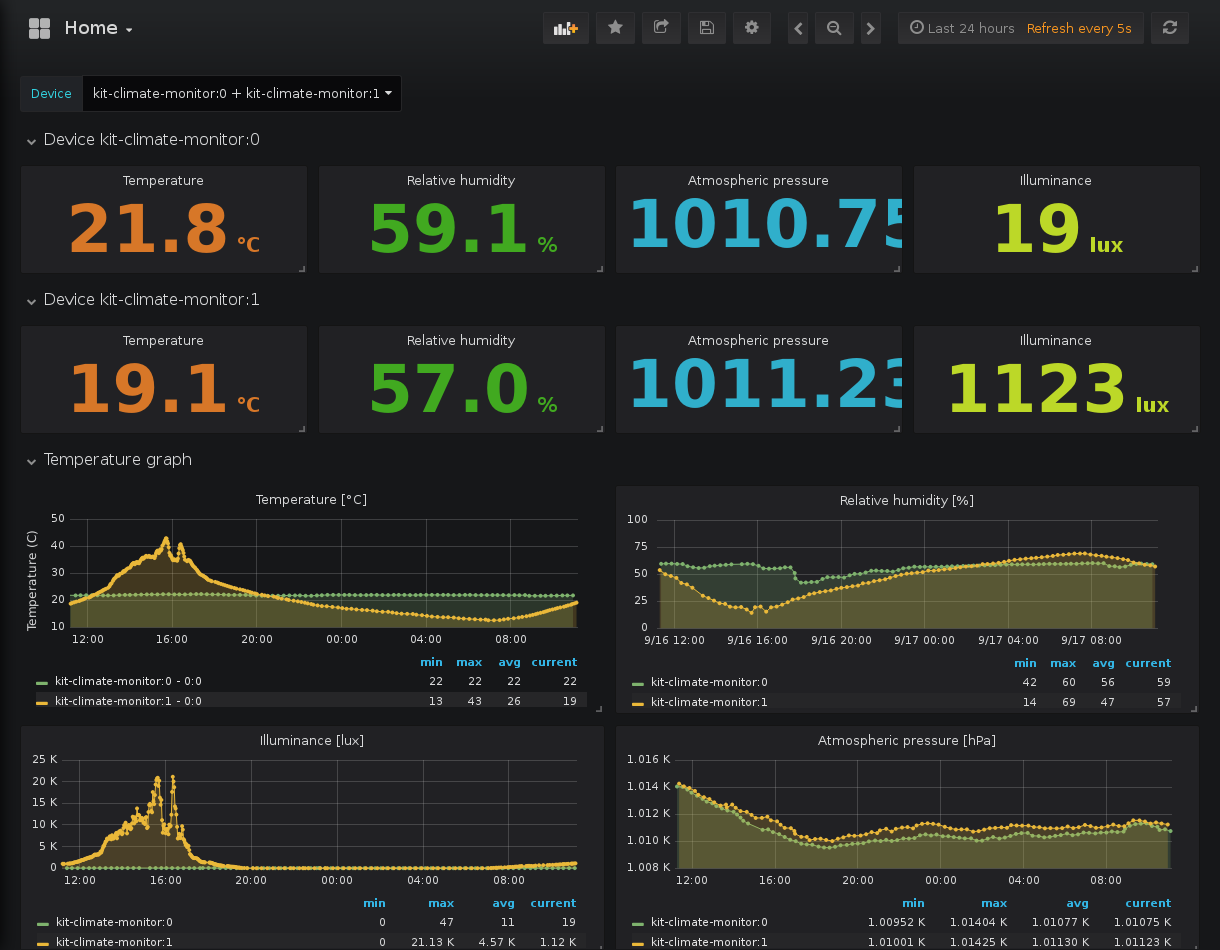 Home
Last 24 hours Refresh every 5s
Device kit-climate-monitor:0 + kit-climate-monitor:1
Device kit-climate-monitor:0
Temperature Relative humidity Atmospheric pressure Illuminance
21.8 °C 59.1 % 1010.75 19 lux
Device kit-climate-monitor:1
Temperature Relative humidity Atmospheric pressure Illuminance
19.1 °C 57.0 % 1011.23 1123 lux
Temperature graph
Temperature [°C]
Temperature (C)
50
40
30
20
10
12:00 16:00 20:00 00:00 04:00 08:00
min max avg current
kit-climate-monitor:0 - 0:0 22 22 22 22
kit-climate-monitor:1 - 0:0 13 43 26 19
Relative humidity [%]
100
75
50
25
0
9/16 12:00 9/16 16:00 9/16 20:00 9/17 00:00 9/17 04:00 9/17 08:00
min max avg current
kit-climate-monitor:0 42 60 56 59
kit-climate-monitor:1 14 69 47 57
Illuminance [lux]
25 K
20 K
15 K
10 K
5 K
0
12:00 16:00 20:00 00:00 04:00 08:00
min max avg current
kit-climate-monitor:0 0 47 11 19
kit-climate-monitor:1 0 21.13 K 4.57 K 1.12 K
Atmospheric pressure [hPa]
1.016 K
1.014 K
1.012 K
1.010 K
1.008 K
12:00 16:00 20:00 00:00 04:00 08:00
min max avg current
kit-climate-monitor:0 1.00952 K 1.01404 K 1.01077 K 1.01075 K
kit-climate-monitor:1 1.01001 K 1.01425 K 1.01130 K 1.01123 K